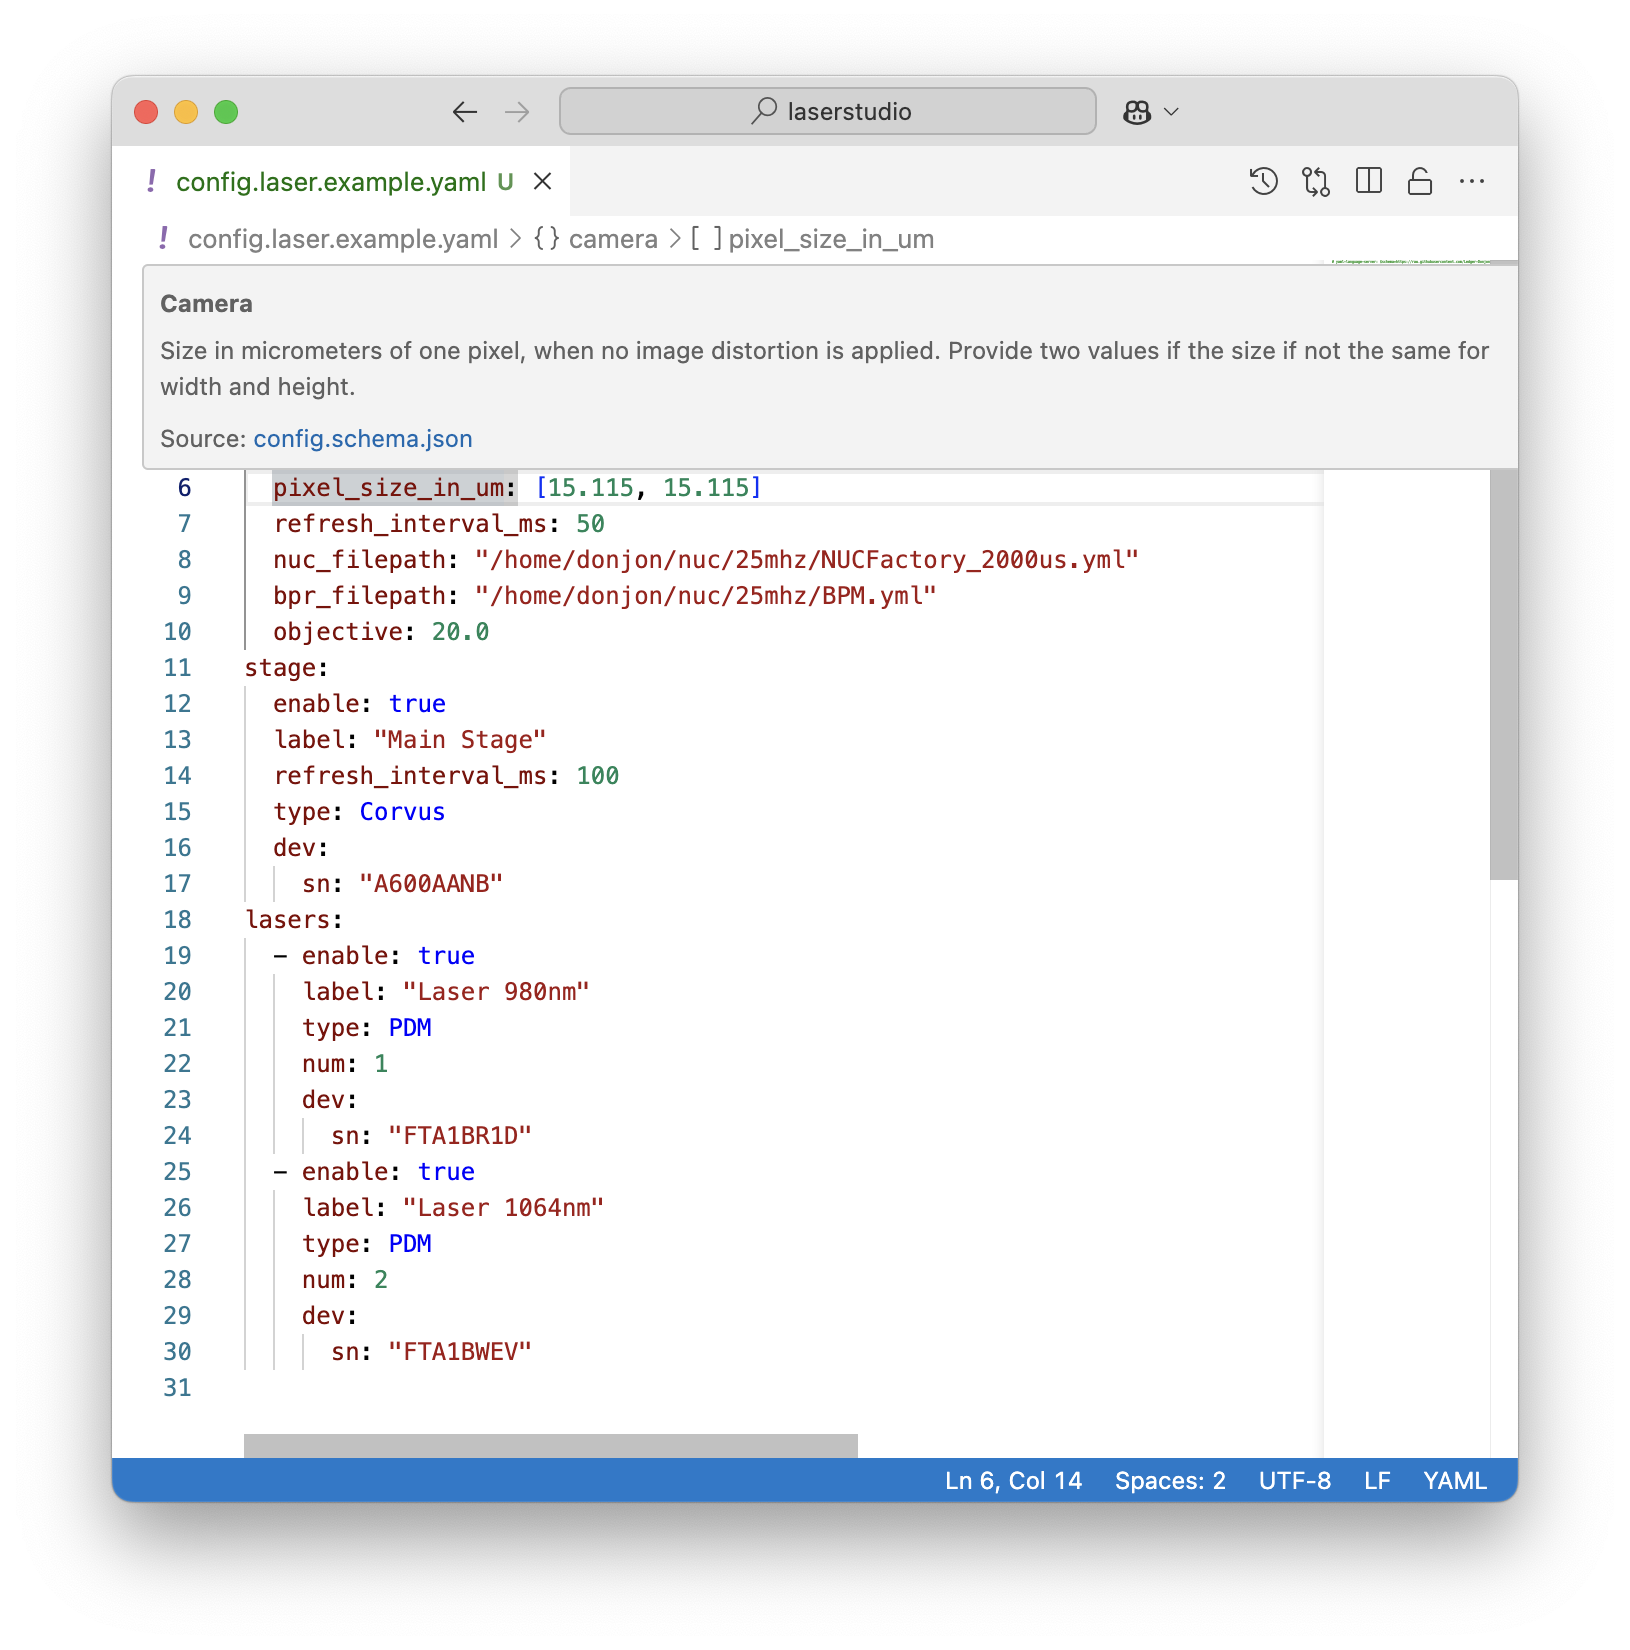 laserstudio
! config.laser.example.yaml U
! config.laser.example.yaml > {} camera > [ ] pixel_size_in_um
Camera
Size in micrometers of one pixel, when no image distortion is applied. Provide two values if the size if not the same for
width and height.
Source: config.schema.json
6 pixel_size_in_um: [15.115, 15.115]
7 refresh_interval_ms: 50
8 nuc_filepath: "/home/donjon/nuc/25mhz/NUCFactory_2000us.yml"
9 bpr_filepath: "/home/donjon/nuc/25mhz/BPM.yml"
10 objective: 20.0
11 stage:
12 enable: true
13 label: "Main Stage"
14 refresh_interval_ms: 100
15 type: Corvus
16 dev:
17 sn: "A600AANB"
18 lasers:
19 - enable: true
20 label: "Laser 980nm"
21 type: PDM
22 num: 1
23 dev:
24 sn: "FTA1BR1D"
25 - enable: true
26 label: "Laser 1064nm"
27 type: PDM
28 num: 2
29 dev:
30 sn: "FTA1BWEV"
31
Ln 6, Col 14 Spaces: 2 UTF-8 LF YAML